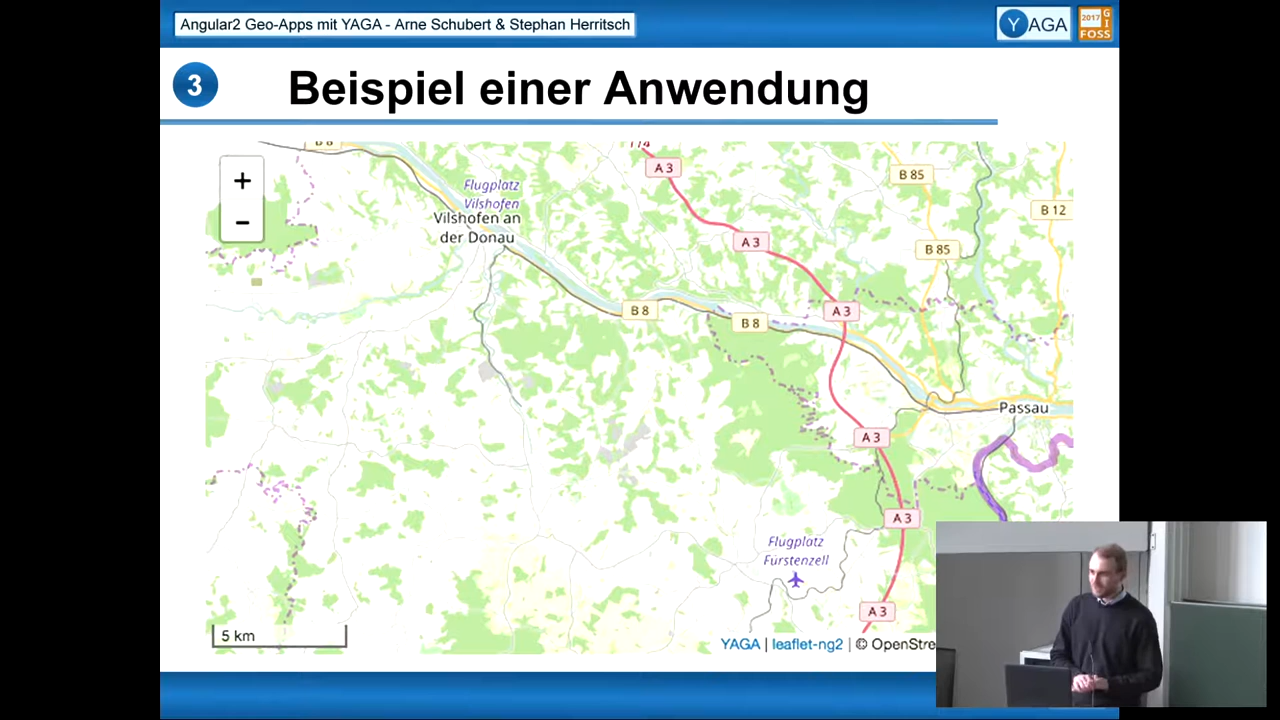 Angular2 Geo-Apps mit YAGA - Arne Schubert & Stephan Herritsch
YAGA
2017
GI
FOSS
3
Beispiel einer Anwendung
B 8
A 3
B 85
+
Flugplatz
Vilshofen
Vilshofen an
der Donau
B 12
−
A 3
B 85
B 8
A 3
B 8
Passau
A 3
A 3
Flugplatz
Fürstenzell
A 3
5 km
YAGA | leaflet-ng2 | © OpenStre